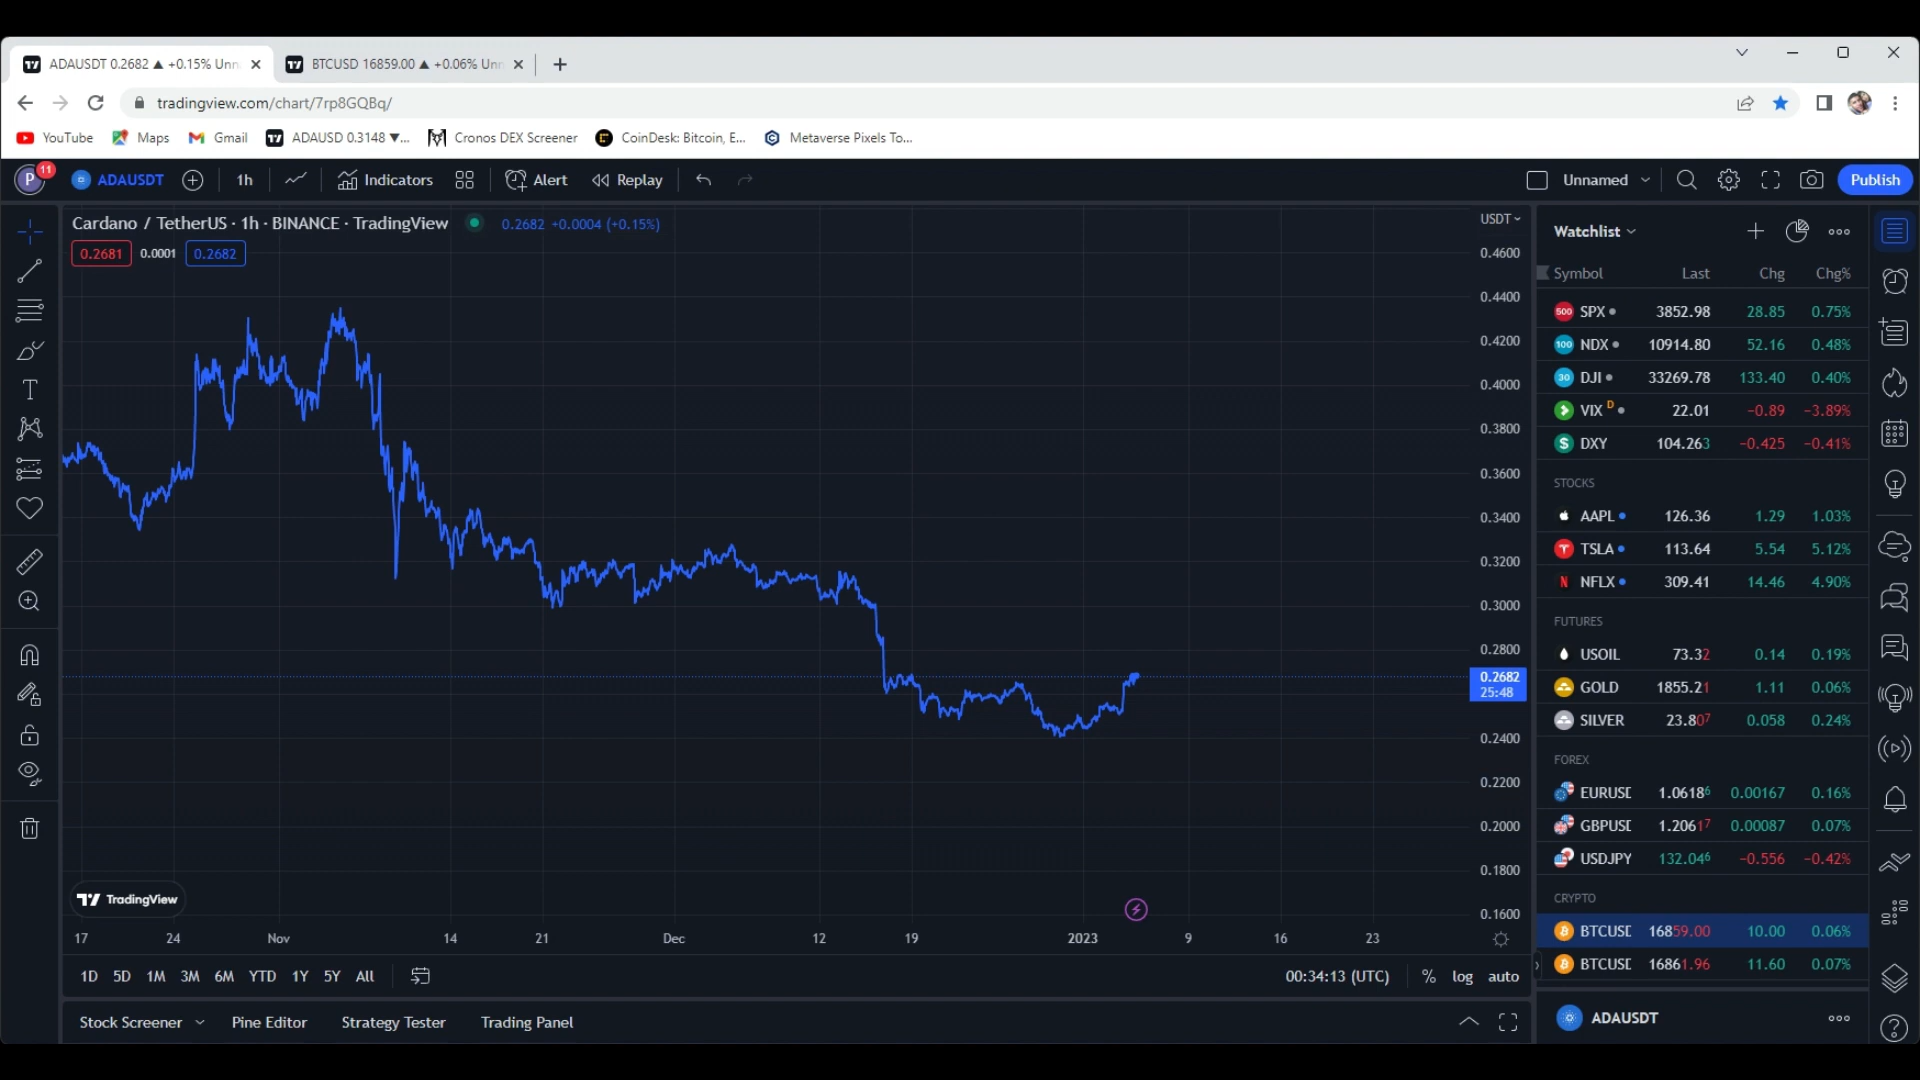 ADAUSDT 0.2682 ▲ +0.15% Unn
BTCUSD 16859.00 ▲ +0.06% Unn
tradingview.com/chart/7rp8GQBq/
YouTube Maps Gmail ADAUSD 0.3148 ▼... Cronos DEX Screener CoinDesk: Bitcoin, E... Metaverse Pixels To...
P 11 ADAUSDT 1h Indicators Alert Replay Unnamed Publish
Cardano / TetherUS · 1h · BINANCE · TradingView 0.2682 +0.0004 (+0.15%)
0.2681 0.0001 0.2682
USDT
0.4600
0.4400
0.4200
0.4000
0.3800
0.3600
0.3400
0.3200
0.3000
0.2800
0.2682
25:48
0.2400
0.2200
0.2000
0.1800
0.1600
TradingView
17 24 Nov 14 21 Dec 12 19 2023 9 16 23
1D 5D 1M 3M 6M YTD 1Y 5Y All 00:34:13 (UTC) % log auto
Stock Screener Pine Editor Strategy Tester Trading Panel
Watchlist
Symbol Last Chg Chg%
500 SPX 3852.98 28.85 0.75%
100 NDX 10914.80 52.16 0.48%
30 DJI 33269.78 133.40 0.40%
VIX D 22.01 −0.89 −3.89%
DXY 104.263 −0.425 −0.41%
STOCKS
AAPL 126.36 1.29 1.03%
TSLA 113.64 5.54 5.12%
NFLX 309.41 14.46 4.90%
FUTURES
USOIL 73.32 0.14 0.19%
GOLD 1855.21 1.11 0.06%
SILVER 23.807 0.058 0.24%
FOREX
EURUSD 1.06186 0.00167 0.16%
GBPUSD 1.20617 0.00087 0.07%
USDJPY 132.046 −0.556 −0.42%
CRYPTO
BTCUSD 16859.00 10.00 0.06%
BTCUSD 16861.96 11.60 0.07%
ADAUSDT